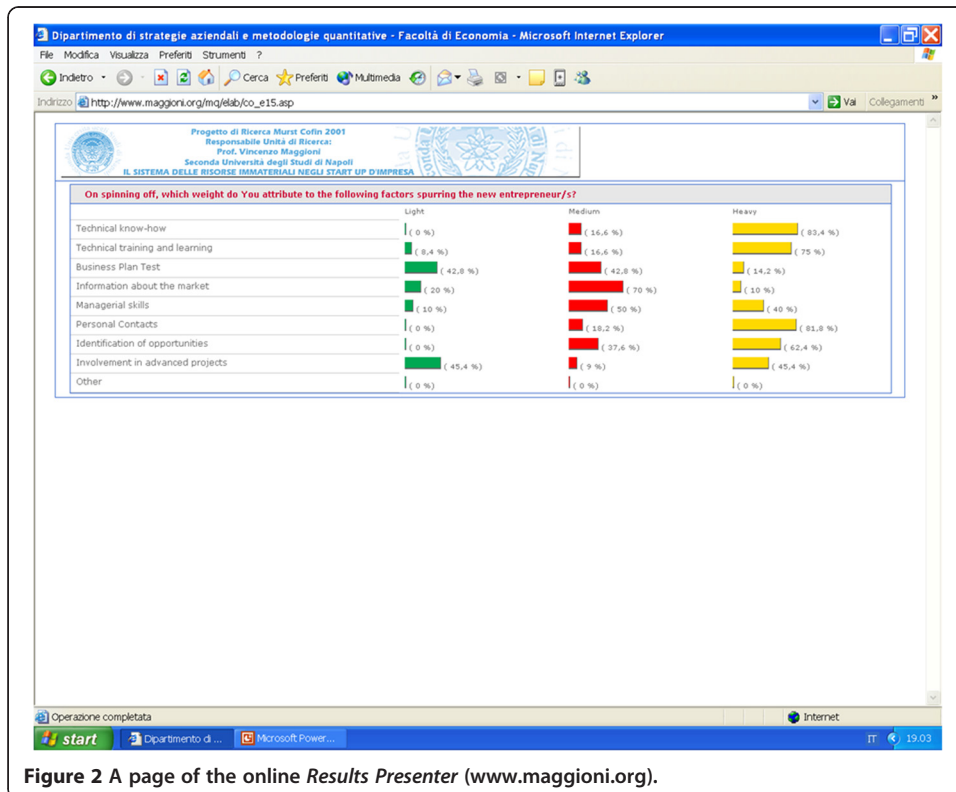 Dipartimento di strategie aziendali e metodologie quantitative - Facoltà di Economia - Microsoft Internet Explorer
File Modifica Visualizza Preferiti Strumenti ?
Indietro Cerca Preferiti Multimedia
Indirizzo http://www.maggioni.org/mq/elab/co_e15.asp Vai Collegamenti »
Progetto di Ricerca Murst Cofin 2001
Responsabile Unità di Ricerca:
Prof. Vincenzo Maggioni
Seconda Università degli Studi di Napoli
IL SISTEMA DELLE RISORSE IMMATERIALI NEGLI START UP D'IMPRESA
On spinning off, which weight do You attribute to the following factors spurring the new entrepreneur/s?
Light Medium Heavy
Technical know-how ( 0 %) ( 16,6 %) ( 83,4 %)
Technical training and learning ( 8,4 %) ( 16,6 %) ( 75 %)
Business Plan Test ( 42,8 %) ( 42,8 %) ( 14,2 %)
Information about the market ( 20 %) ( 70 %) ( 10 %)
Managerial skills ( 10 %) ( 50 %) ( 40 %)
Personal Contacts ( 0 %) ( 18,2 %) ( 81,8 %)
Identification of opportunities ( 0 %) ( 37,6 %) ( 62,4 %)
Involvement in advanced projects ( 45,4 %) ( 9 %) ( 45,4 %)
Other ( 0 %) ( 0 %) ( 0 %)
Operazione completata Internet
start Dipartimento di ... Microsoft Power... IT 19.03
Figure 2 A page of the online Results Presenter (www.maggioni.org).